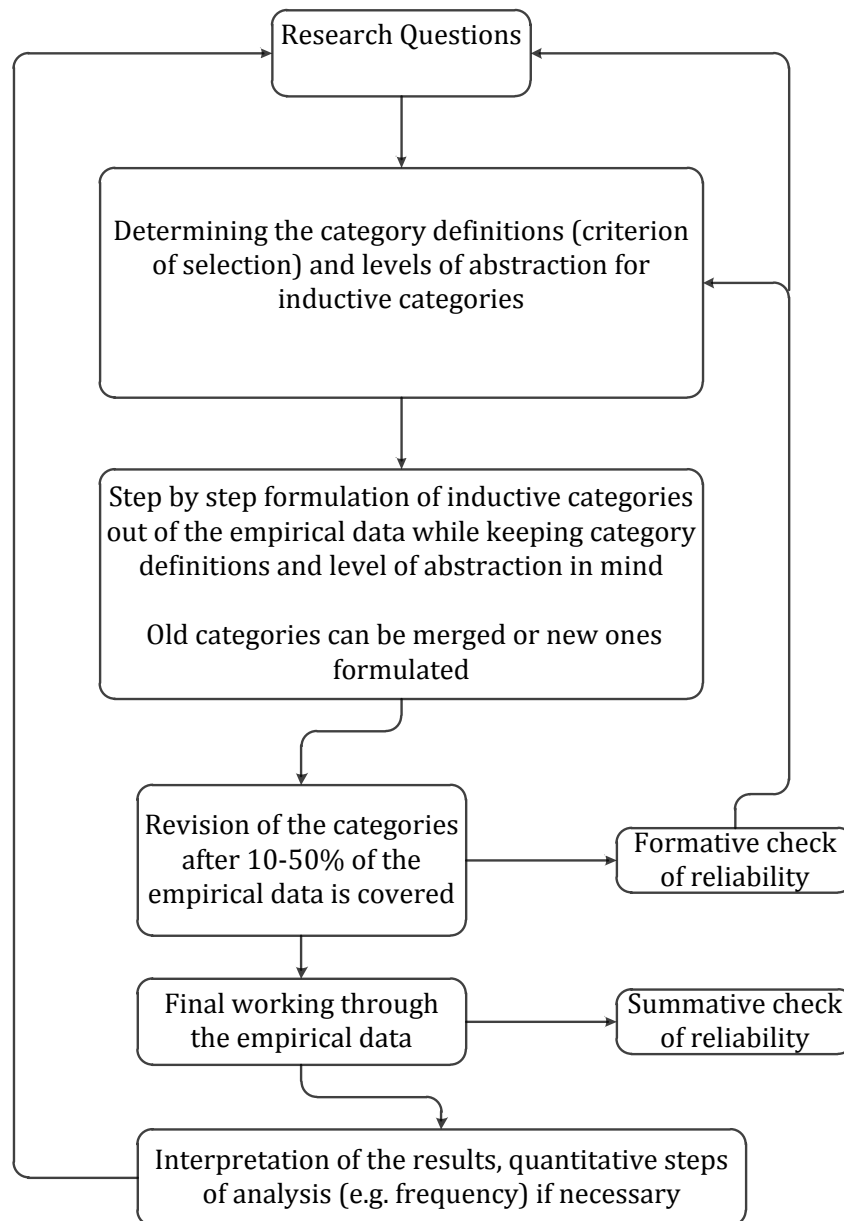 Research Questions
Determining the category definitions (criterion
of selection) and levels of abstraction for
inductive categories
Step by step formulation of inductive categories
out of the empirical data while keeping category
definitions and level of abstraction in mind
Old categories can be merged or new ones
formulated
Revision of the categories
after 10-50% of the
empirical data is covered
Formative check
of reliability
Final working through
the empirical data
Summative check
of reliability
Interpretation of the results, quantitative steps
of analysis (e.g. frequency) if necessary